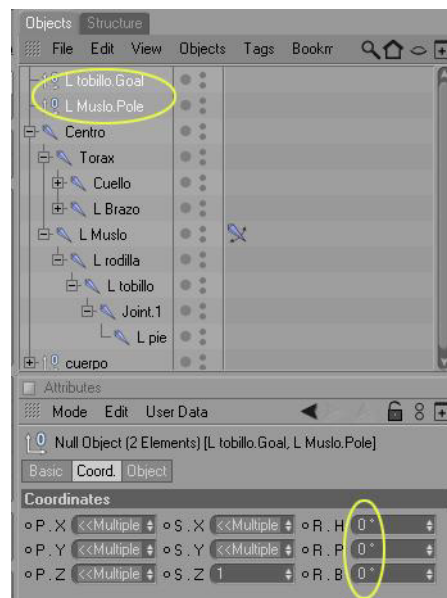 Objects Structure
File Edit View Objects Tags Bookm
L tobillo.Goal
L Muslo.Pole
Centro
Torax
Cuello
L Brazo
L Muslo
L rodilla
L tobillo
Joint.1
L pie
cuerpo
Attributes
Mode Edit User Data
Null Object (2 Elements) [L tobillo.Goal, L Muslo.Pole]
Basic Coord. Object
Coordinates
P . X <<Multiple S . X <<Multiple R . H 0 °
P . Y <<Multiple S . Y <<Multiple R . P 0 °
P . Z <<Multiple S . Z 1 R . B 0 °